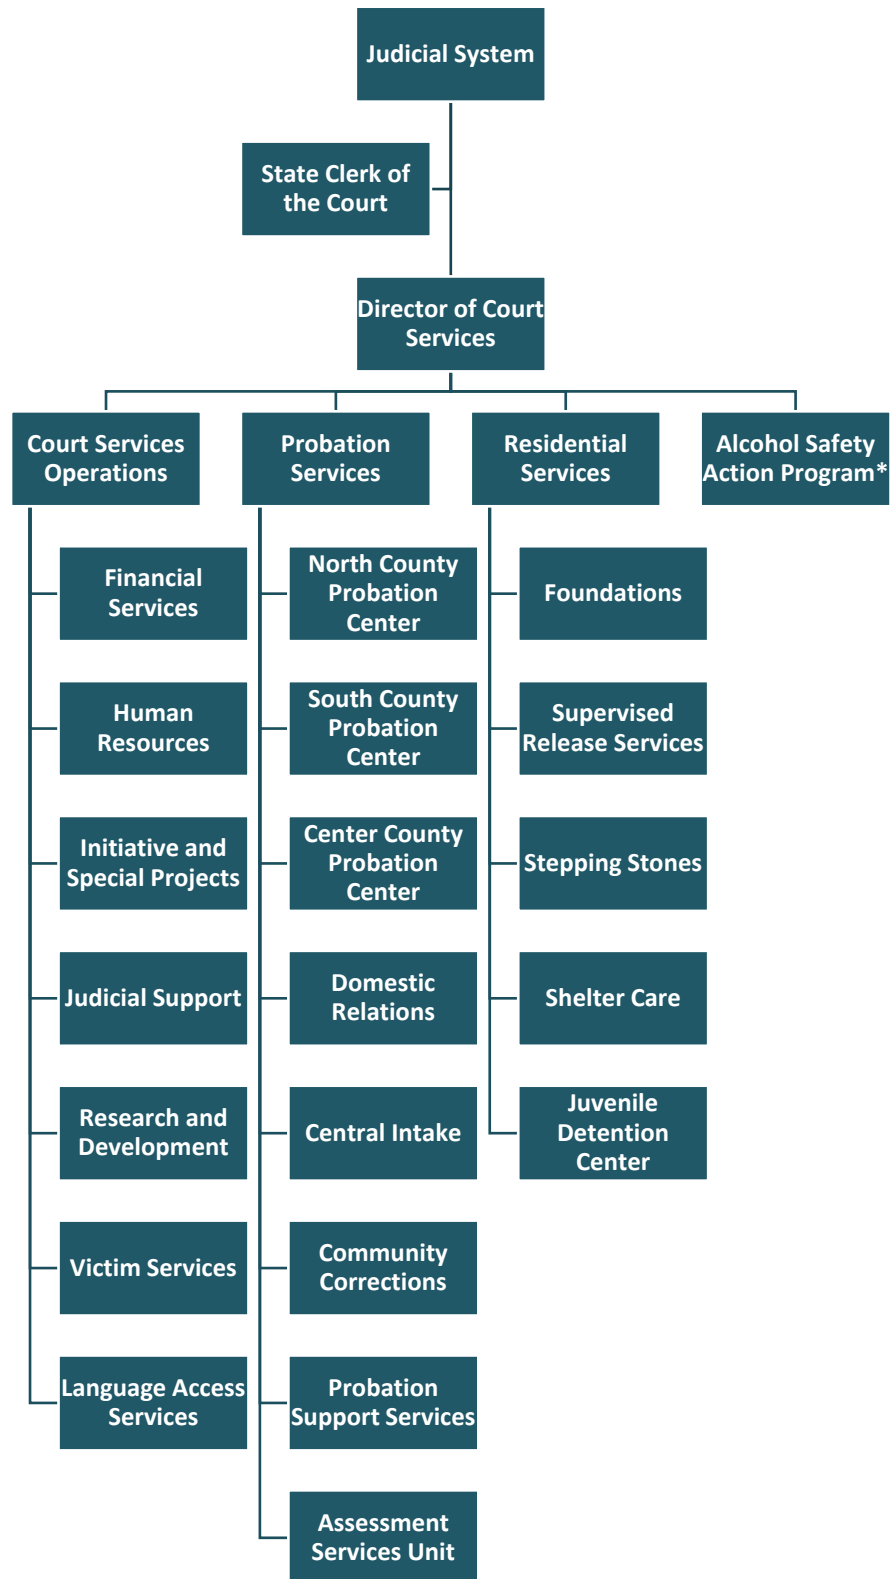 Judicial System
State Clerk of
the Court
Director of Court
Services
Court Services
Operations
Probation
Services
Residential
Services
Alcohol Safety
Action Program*
Financial
Services
Human
Resources
Initiative and
Special Projects
Judicial Support
Research and
Development
Victim Services
Language Access
Services
North County
Probation
Center
South County
Probation
Center
Center County
Probation
Center
Domestic
Relations
Central Intake
Community
Corrections
Probation
Support Services
Assessment
Services Unit
Foundations
Supervised
Release Services
Stepping Stones
Shelter Care
Juvenile
Detention
Center